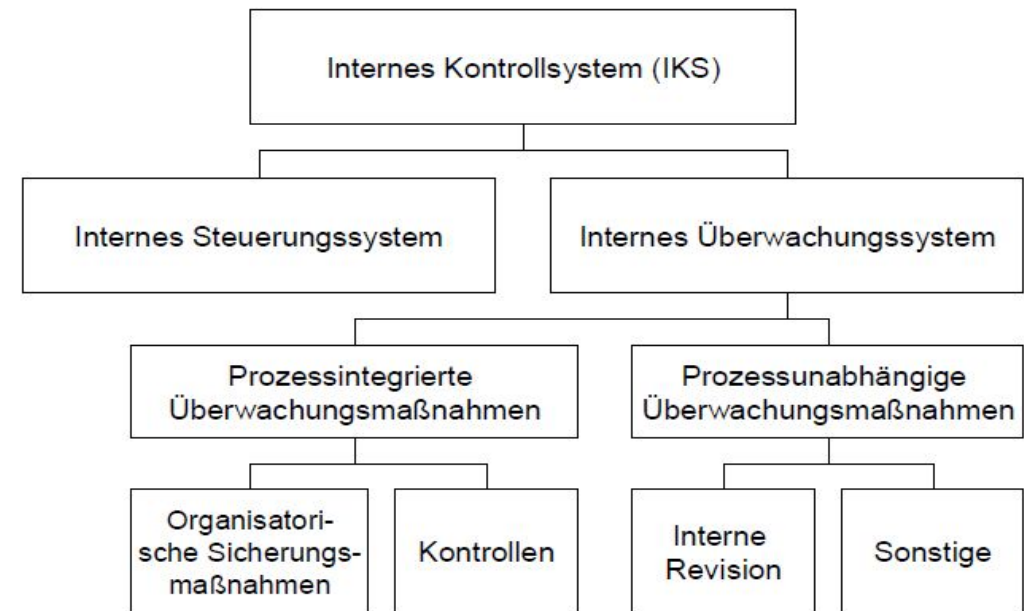 Internes Kontrollsystem (IKS)
Internes Steuerungssystem
Internes Überwachungssystem
Prozessintegrierte
Überwachungsmaßnahmen
Prozessunabhängige
Überwachungsmaßnahmen
Organisatori-
sche Sicherungs-
maßnahmen
Kontrollen
Interne
Revision
Sonstige